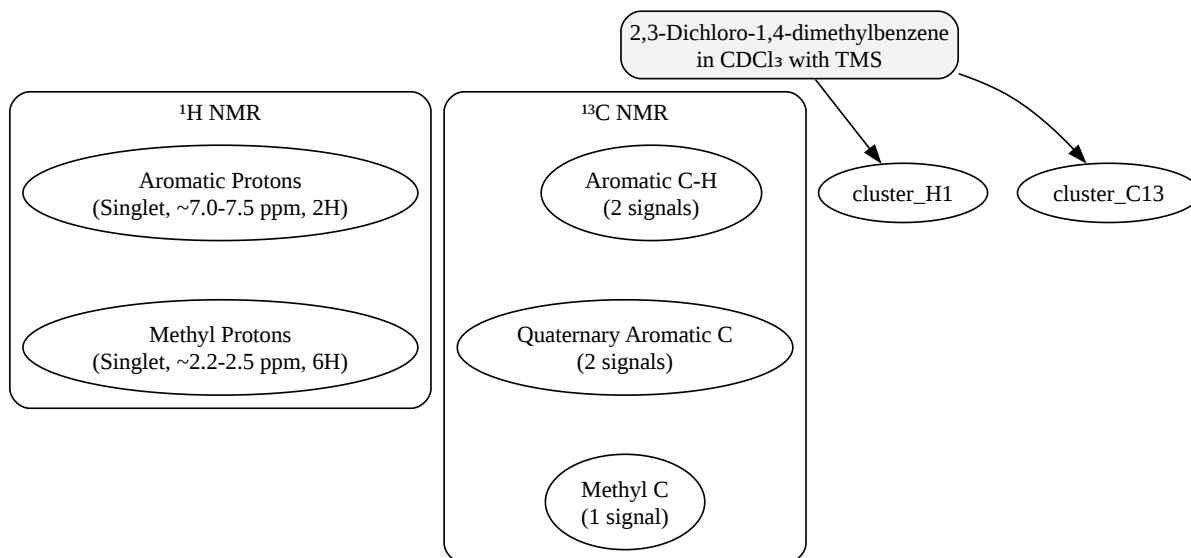 2,3-Dichloro-1,4-dimethylbenzene
in CDCl₃ with TMS
¹H NMR
Aromatic Protons
(Singlet, ~7.0-7.5 ppm, 2H)
Methyl Protons
(Singlet, ~2.2-2.5 ppm, 6H)
¹³C NMR
Aromatic C-H
(2 signals)
Quaternary Aromatic C
(2 signals)
Methyl C
(1 signal)
cluster_H1
cluster_C13